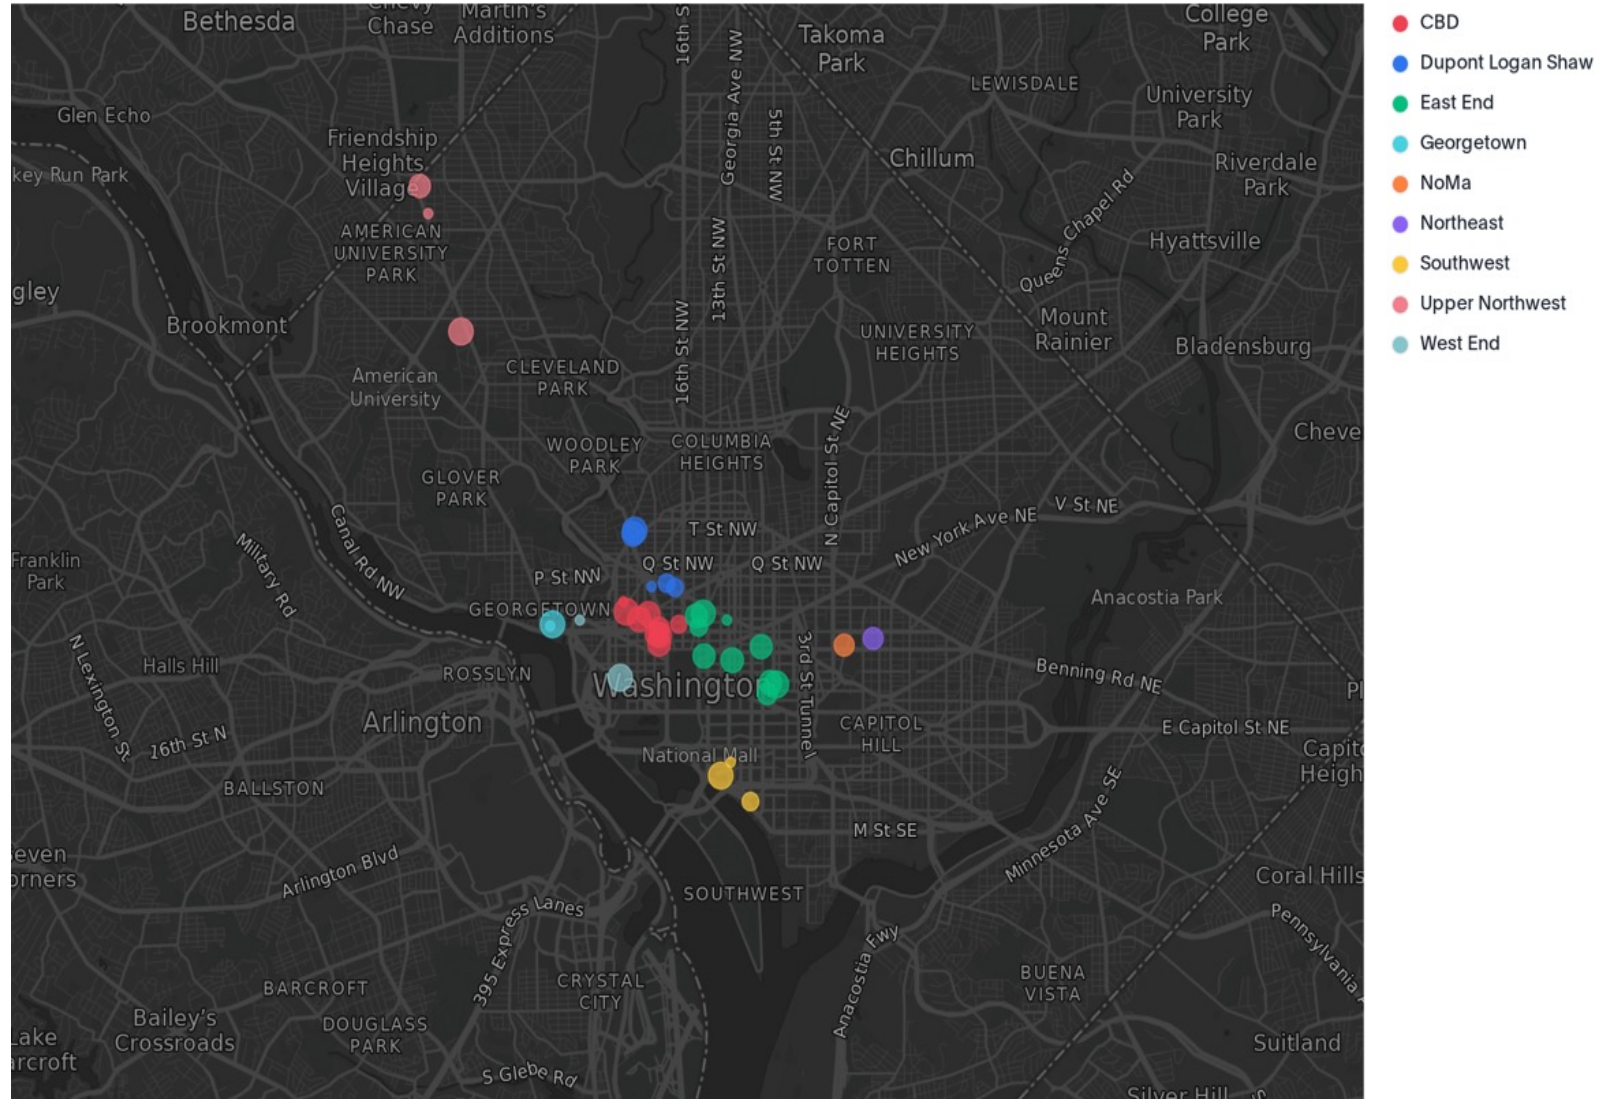 Bethesda
Chevy
Chase
Martin's
Additions
16th S
Georgia Ave NW
Takoma
Park
College
Park
LEWISDALE
University
Park
Glen Echo
5th St NW
Friendship
Heights
Village
Chillum
Riverdale
Park
key Run Park
Queens Chapel Rd
AMERICAN
UNIVERSITY
PARK
13th St NW
FORT
TOTTEN
Hyattsville
gley
Brookmont
16th St NW
UNIVERSITY
HEIGHTS
Mount
Rainier
Bladensburg
American
University
CLEVELAND
PARK
WOODLEY
PARK
COLUMBIA
HEIGHTS
N Capitol St NE
Cheve
GLOVER
PARK
Canal Rd NW
T St NW
New York Ave NE
V St NE
Military Rd
Franklin
Park
P St NW
Q St NW
Q St NW
GEORGETOWN
Anacostia Park
N Lexington St
Halls Hill
ROSSLYN
Washington
3rd St Tunnel
Benning Rd NE
Pl
Arlington
16th St N
CAPITOL
HILL
E Capitol St NE
National Mall
Capito
Heigh
BALLSTON
M St SE
Minnesota Ave SE
even
orners
Arlington Blvd
SOUTHWEST
Coral Hills
395 Express Lanes
Anacostia Fwy
Pennsylvania A
BARCROFT
CRYSTAL
CITY
BUENA
VISTA
Bailey's
Crossroads
DOUGLASS
PARK
Lake
arcroft
Suitland
S Glebe Rd
Silver Hill
CBD
Dupont Logan Shaw
East End
Georgetown
NoMa
Northeast
Southwest
Upper Northwest
West End